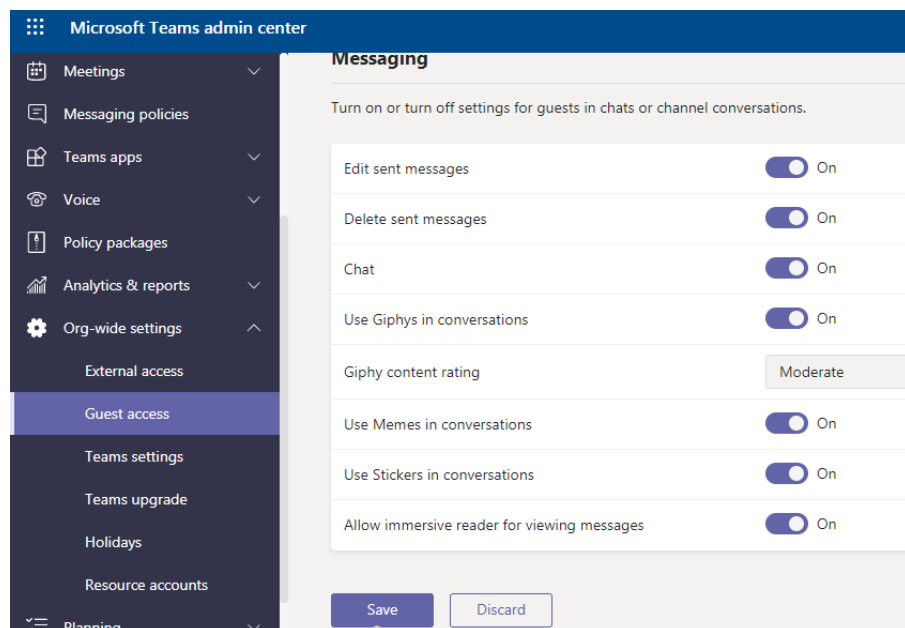 Microsoft Teams admin center
Meetings
Messaging policies
Teams apps
Voice
Policy packages
Analytics & reports
Org-wide settings
External access
Guest access
Teams settings
Teams upgrade
Holidays
Resource accounts
Planning
Messaging
Turn on or turn off settings for guests in chats or channel conversations.
Edit sent messages On
Delete sent messages On
Chat On
Use Giphys in conversations On
Giphy content rating Moderate
Use Memes in conversations On
Use Stickers in conversations On
Allow immersive reader for viewing messages On
Save Discard